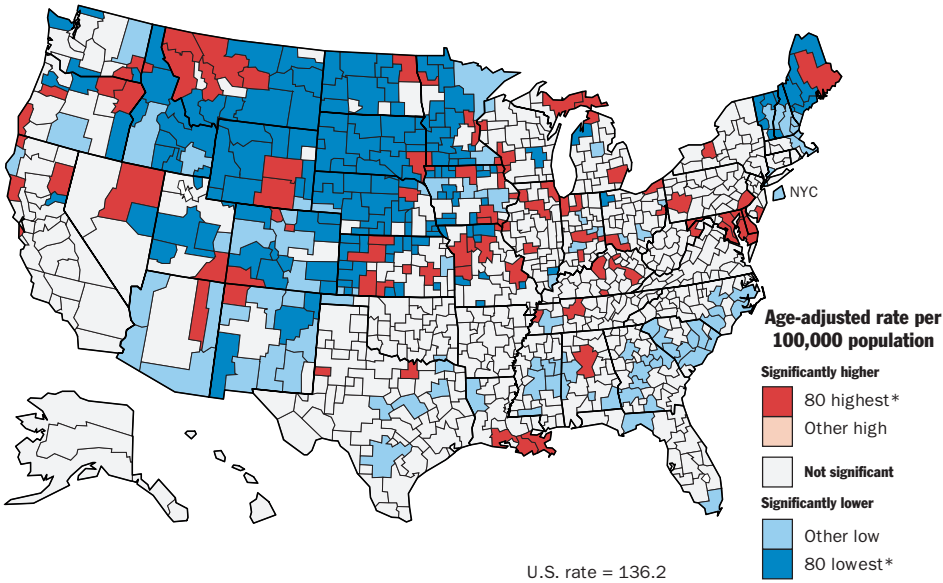 NYC
Age-adjusted rate per
100,000 population
Significantly higher
80 highest*
Other high
Not significant
Significantly lower
Other low
80 lowest*
U.S. rate = 136.2